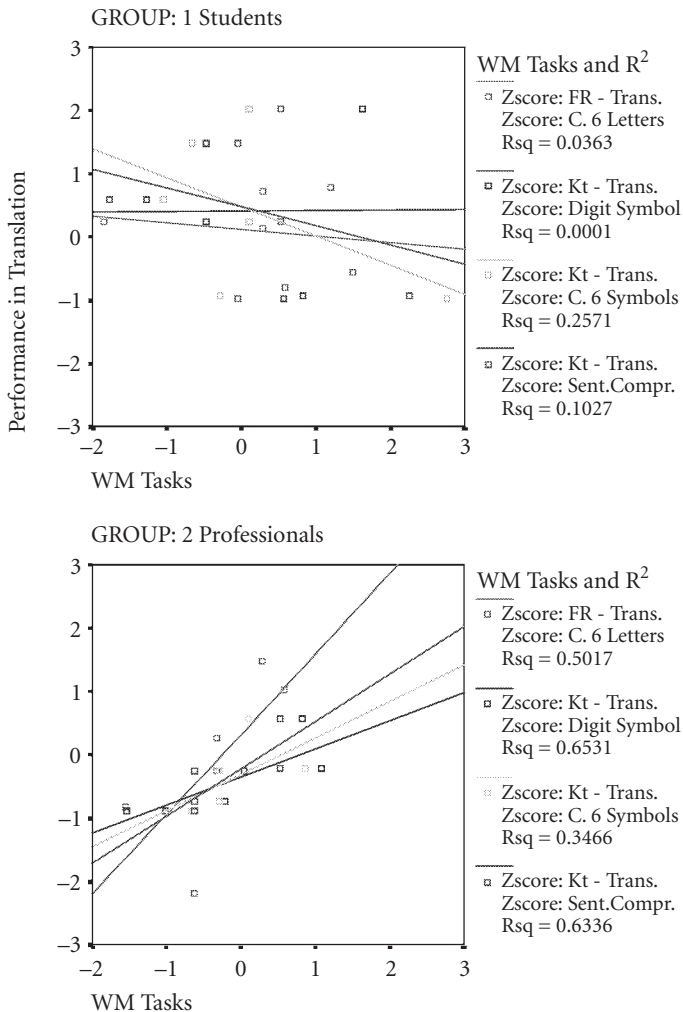 GROUP: 1 Students
3
2
1
0
−1
−2
−3
−2
−1
0
1
2
3
Performance in Translation
WM Tasks
WM Tasks and R²
Zscore: FR - Trans.
Zscore: C. 6 Letters
Rsq = 0.0363
Zscore: Kt - Trans.
Zscore: Digit Symbol
Rsq = 0.0001
Zscore: Kt - Trans.
Zscore: C. 6 Symbols
Rsq = 0.2571
Zscore: Kt - Trans.
Zscore: Sent.Compr.
Rsq = 0.1027
GROUP: 2 Professionals
3
2
1
0
−1
−2
−3
−2
−1
0
1
2
3
WM Tasks
WM Tasks and R²
Zscore: FR - Trans.
Zscore: C. 6 Letters
Rsq = 0.5017
Zscore: Kt - Trans.
Zscore: Digit Symbol
Rsq = 0.6531
Zscore: Kt - Trans.
Zscore: C. 6 Symbols
Rsq = 0.3466
Zscore: Kt - Trans.
Zscore: Sent.Compr.
Rsq = 0.6336